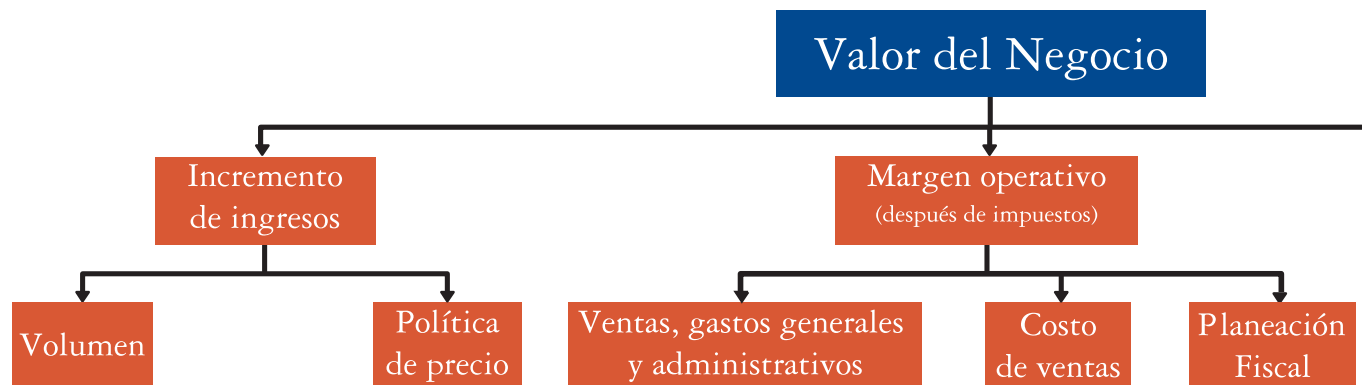 Valor del Negocio
Incremento
de ingresos
Margen operativo
(después de impuestos)
Volumen
Política
de precio
Ventas, gastos generales
y administrativos
Costo
de ventas
Planeación
Fiscal